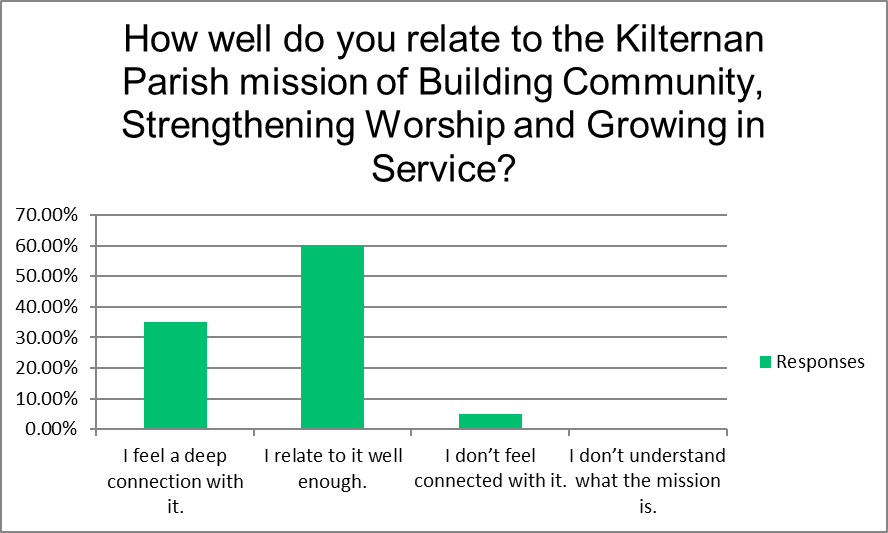 How well do you relate to the Kilternan
Parish mission of Building Community,
Strengthening Worship and Growing in
Service?
70.00%
60.00%
50.00%
40.00%
30.00%
20.00%
10.00%
0.00%
I feel a deep
connection with
it.
I relate to it well
enough.
I don’t feel
connected with it.
I don’t understand
what the mission
is.
Responses